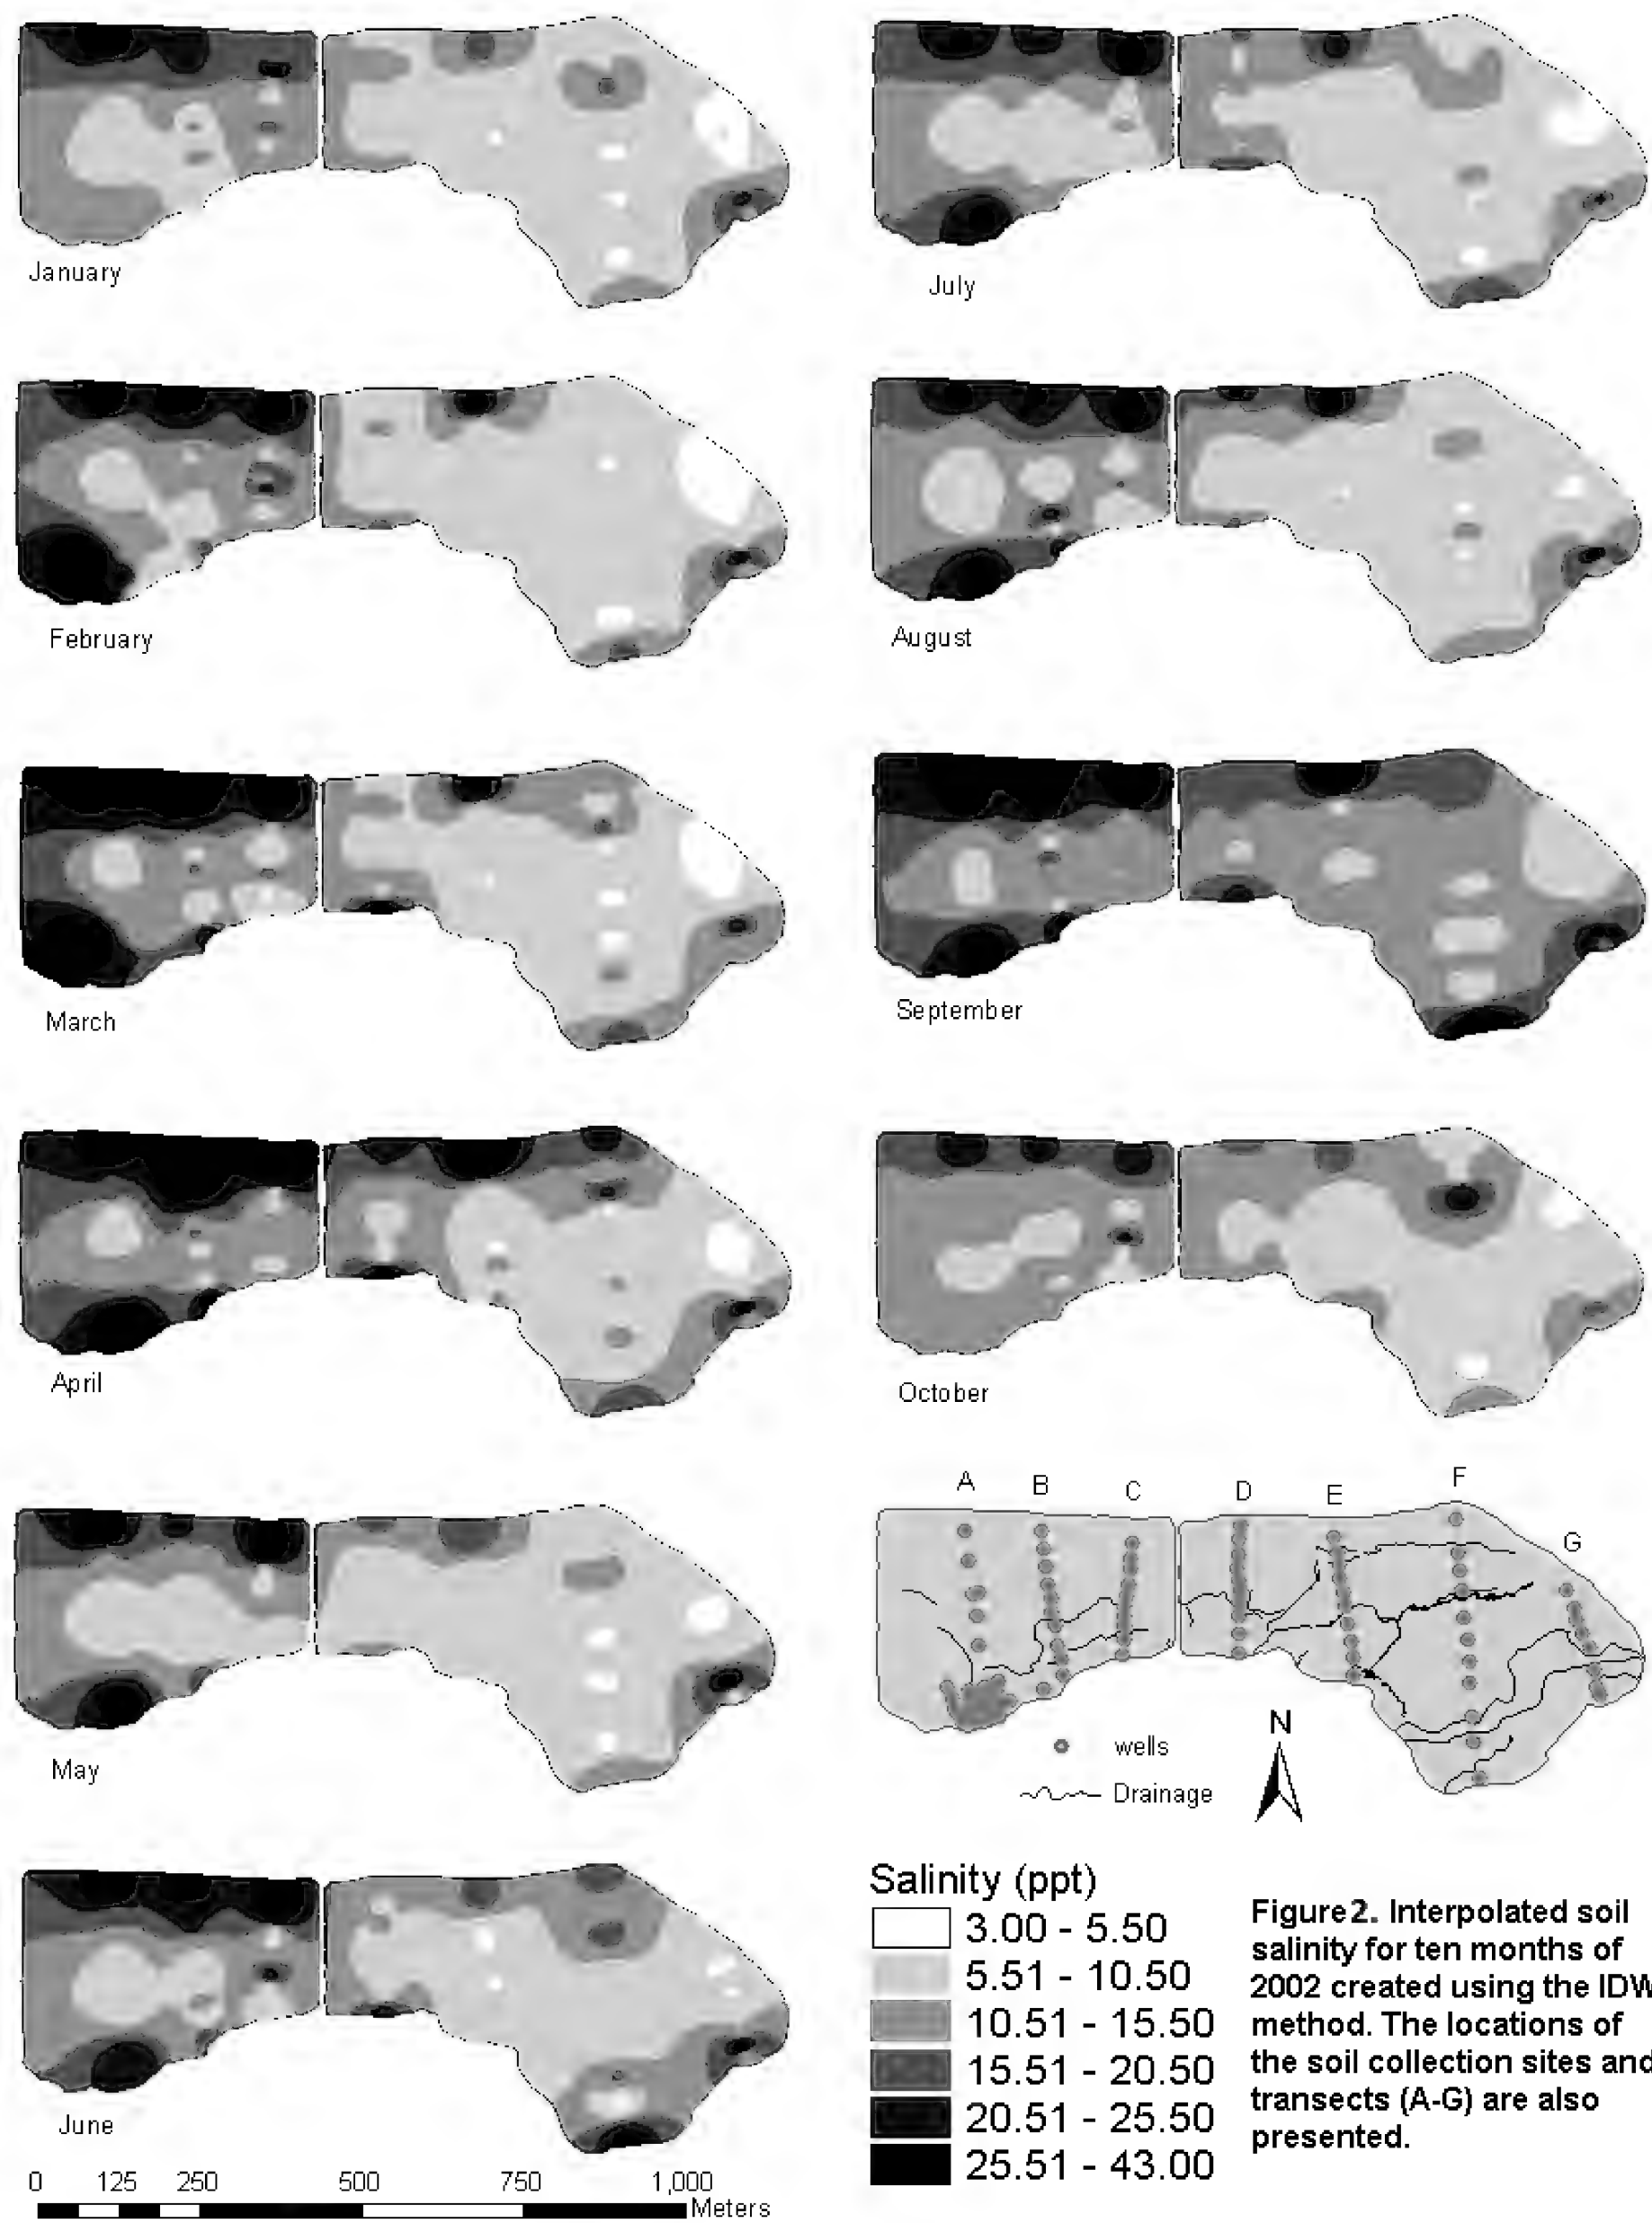 January
July
February
August
March
September
April
October
May
June
A
B
C
D
E
F
G
N
wells
Drainage
Salinity (ppt)
3.00 - 5.50
5.51 - 10.50
10.51 - 15.50
15.51 - 20.50
20.51 - 25.50
25.51 - 43.00
Figure2. Interpolated soil
salinity for ten months of
2002 created using the IDW
method. The locations of
the soil collection sites and
transects (A-G) are also
presented.
0 125 250 500 750 1,000
Meters